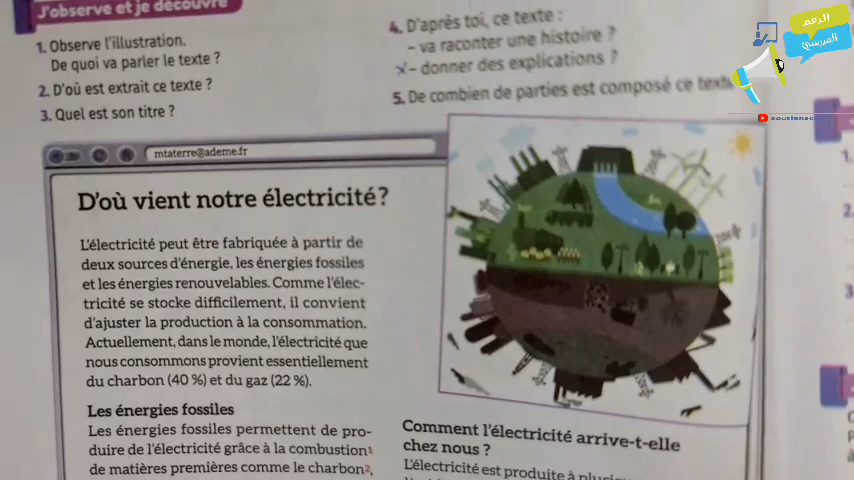 J'observe et je découvre
1. Observe l'illustration.
De quoi va parler le texte ?
2. D'où est extrait ce texte ?
3. Quel est son titre ?
4. D'après toi, ce texte :
– va raconter une histoire ?
– donner des explications ?
5. De combien de parties est composé ce
mtaterre@ademe.fr
D'où vient notre électricité?
L'électricité peut être fabriquée à partir de
deux sources d'énergie, les énergies fossiles
et les énergies renouvelables. Comme l'élec-
tricité se stocke difficilement, il convient
d'ajuster la production à la consommation.
Actuellement, dans le monde, l'électricité que
nous consommons provient essentiellement
du charbon (40 %) et du gaz (22 %).
Les énergies fossiles
Les énergies fossiles permettent de pro-
duire de l'électricité grâce à la combustion1
de matières premières comme le charbon2,
Comment l'électricité arrive-t-elle
chez nous ?
L'électricité est produite à
الدعم
المدرسي
1.
2.
3.